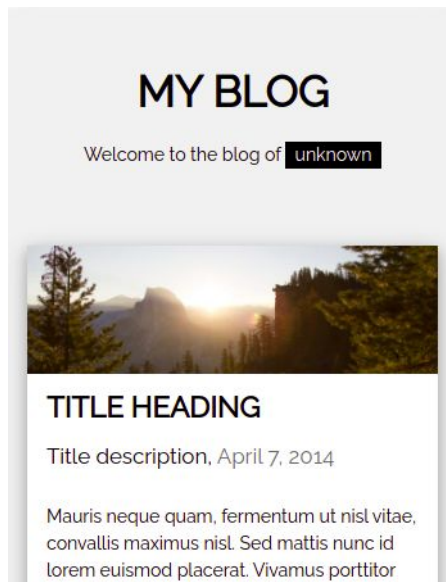 MY BLOG
Welcome to the blog of unknown
TITLE HEADING
Title description, April 7, 2014
Mauris neque quam, fermentum ut nisl vitae,
convallis maximus nisl. Sed mattis nunc id
lorem euismod placerat. Vivamus porttitor